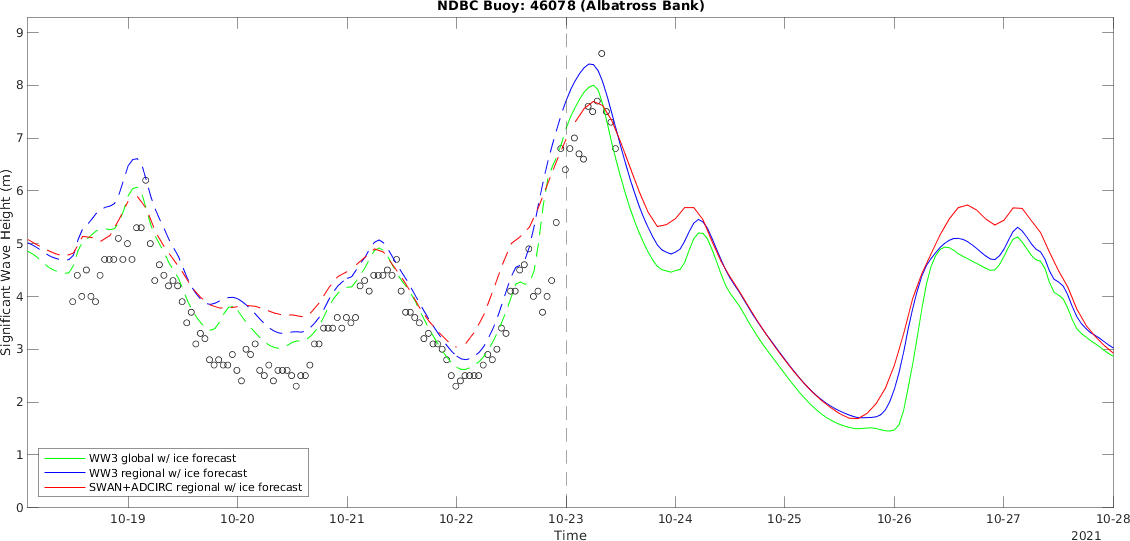 NDBC Buoy: 46078 (Albatross Bank)
Significant Wave Height (m)
9
8
7
6
5
4
3
2
1
0
WW3 global w/ ice forecast
WW3 regional w/ ice forecast
SWAN+ADCIRC regional w/ ice forecast
10-19 10-20 10-21 10-22 10-23 10-24 10-25 10-26 10-27 10-28
Time
2021